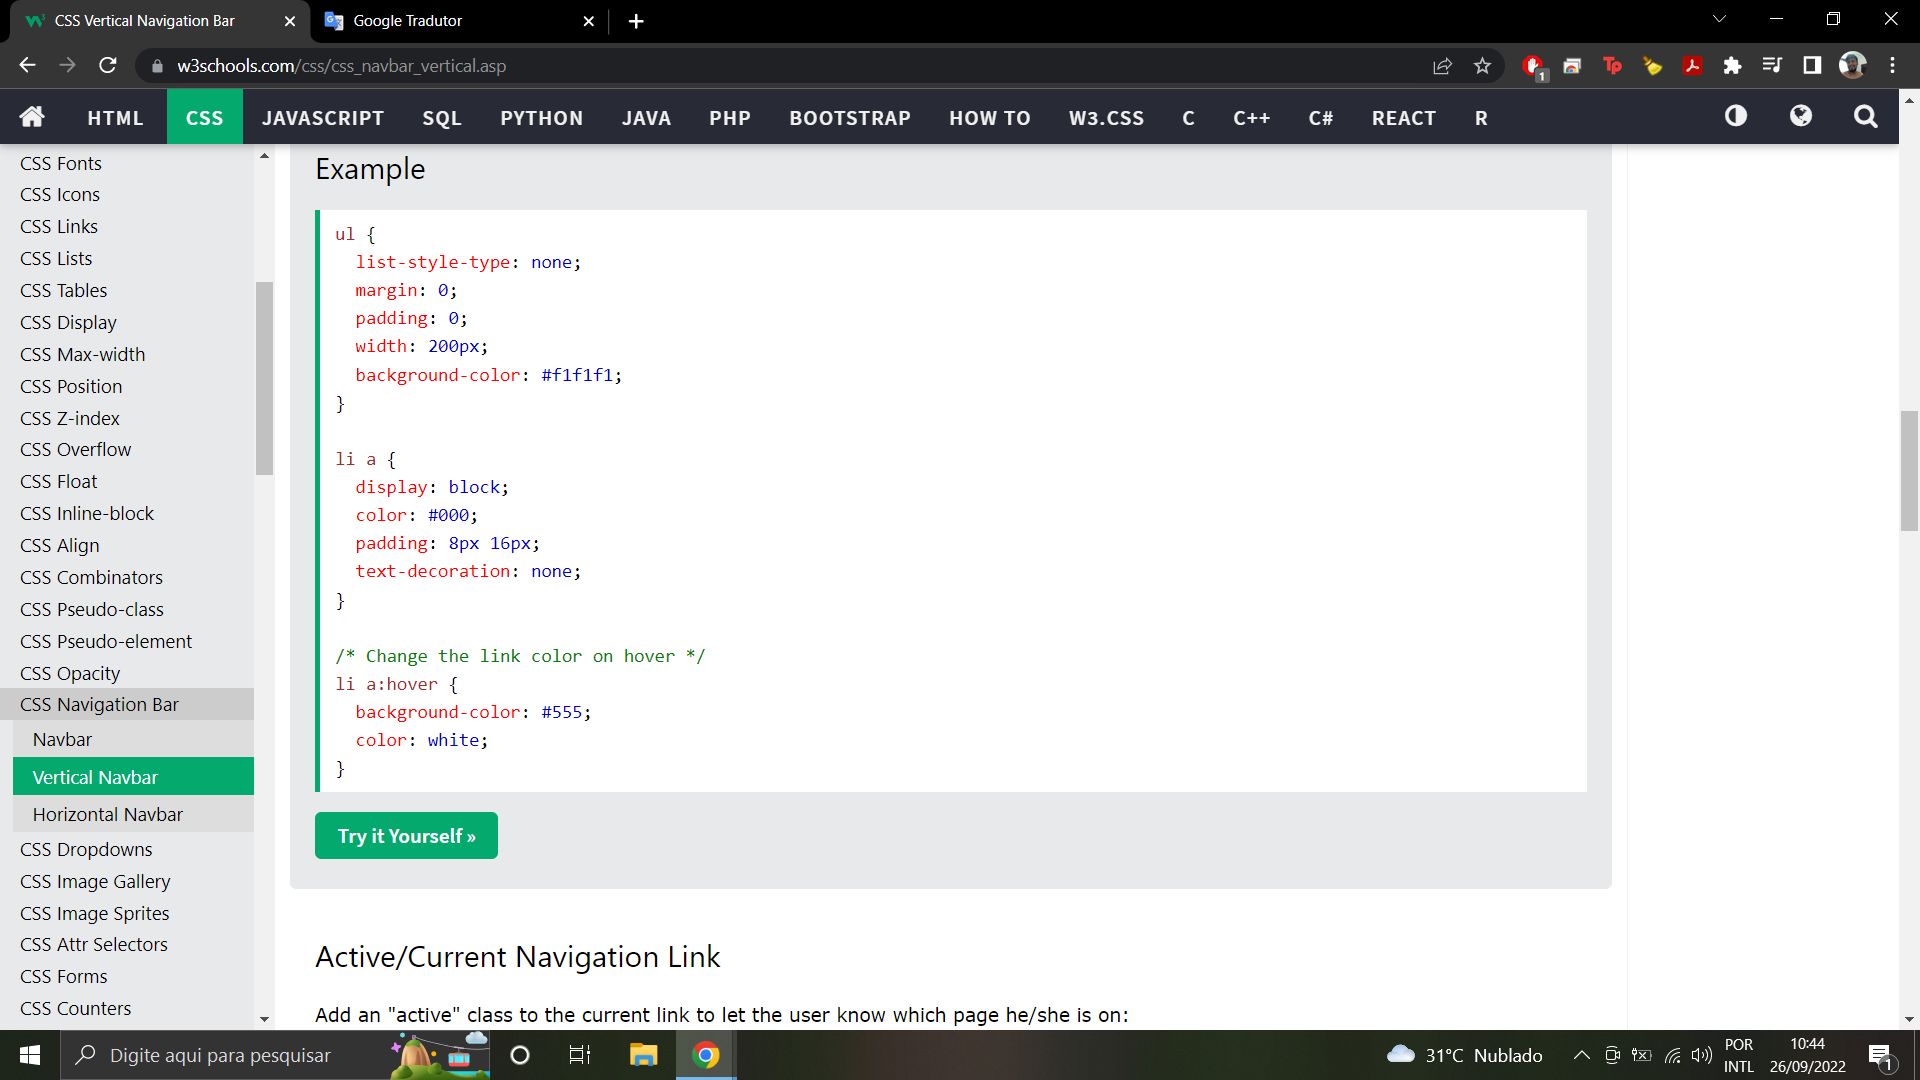 CSS Vertical Navigation Bar
Google Tradutor
w3schools.com/css/css_navbar_vertical.asp
1
HTML
CSS
JAVASCRIPT
SQL
PYTHON
JAVA
PHP
BOOTSTRAP
HOW TO
W3.CSS
C
C++
C#
REACT
R
CSS Fonts
CSS Icons
CSS Links
CSS Lists
CSS Tables
CSS Display
CSS Max-width
CSS Position
CSS Z-index
CSS Overflow
CSS Float
CSS Inline-block
CSS Align
CSS Combinators
CSS Pseudo-class
CSS Pseudo-element
CSS Opacity
CSS Navigation Bar
Navbar
Vertical Navbar
Horizontal Navbar
CSS Dropdowns
CSS Image Gallery
CSS Image Sprites
CSS Attr Selectors
CSS Forms
CSS Counters
Example
ul {
  list-style-type: none;
  margin: 0;
  padding: 0;
  width: 200px;
  background-color: #f1f1f1;
}
li a {
  display: block;
  color: #000;
  padding: 8px 16px;
  text-decoration: none;
}
/* Change the link color on hover */
li a:hover {
  background-color: #555;
  color: white;
}
Try it Yourself »
Active/Current Navigation Link
Add an "active" class to the current link to let the user know which page he/she is on:
Digite aqui para pesquisar
31°C Nublado
POR
INTL
10:44
26/09/2022
1